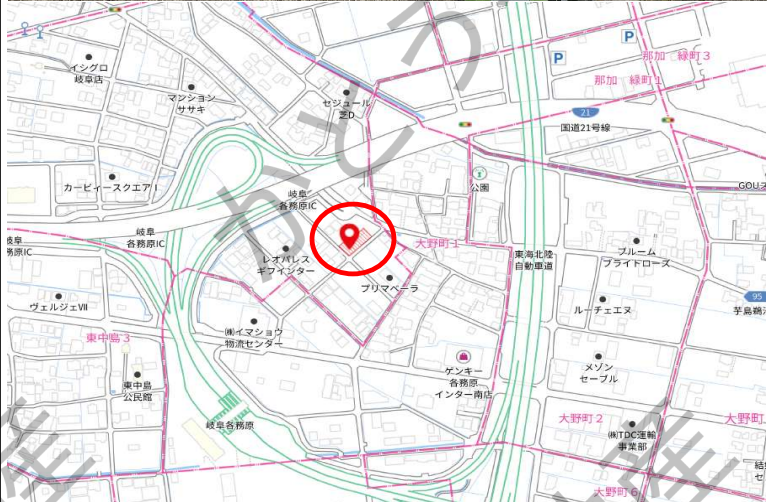 かとう
那加　緑町3
P
P
イシグロ
岐阜店
那加　緑町1
マンション
ササキ
セジュール
芝D
21
国道21号線
公園
カービィースクエアⅠ
GOU
岐阜
各務原IC
岐阜
各務原IC
大野町1
レオパレス
ギフインター
東海北陸
自動車道
ブルーム
ブライトローズ
プリマベーラ
95
芋島鵜沼
ヴェルジェⅦ
ルーチェエヌ
東中島3
㈱イマショウ
物流センター
ゲンキー
各務原
インター南店
メゾン
セーブル
東中島
公民館
岐阜各務原
大野町2
大野町
㈱TDC運輸
事業部
大野町6
産
産